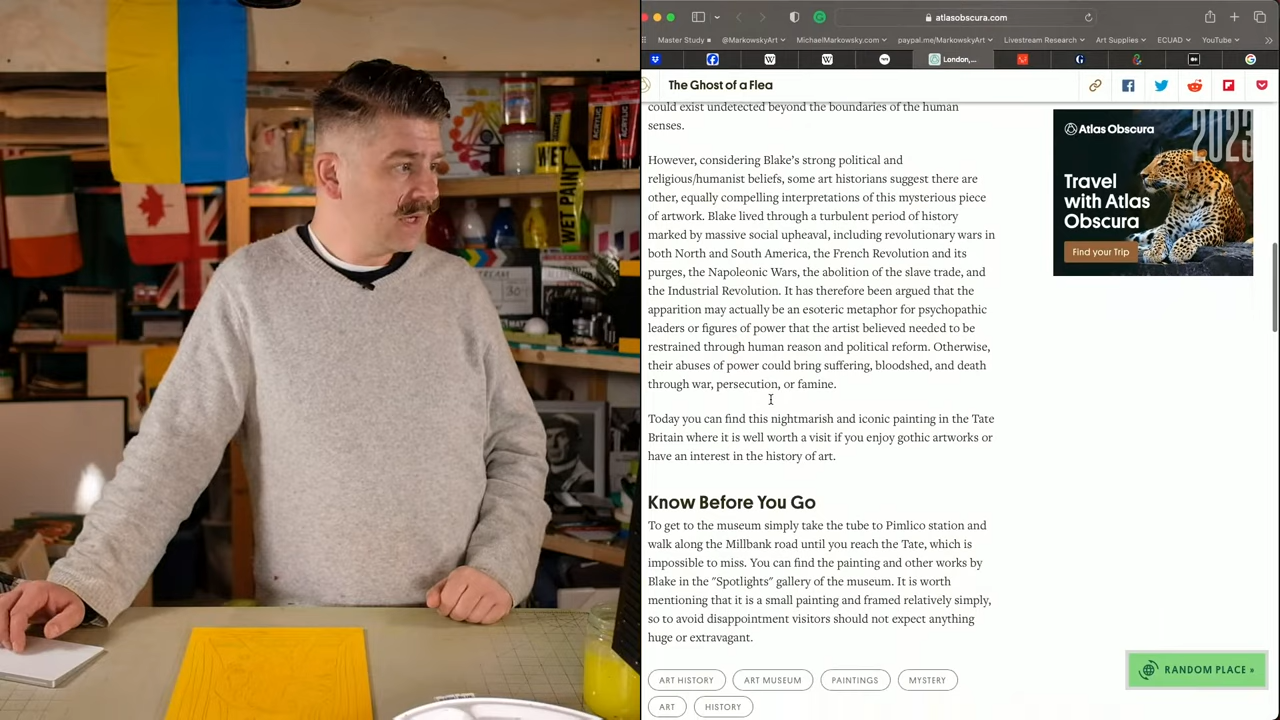 atlasobscura.com
Master Study
@MarkowskyArt
MichaelMarkowsky.com
paypal.me/MarkowskyArt
Livestream Research
Art Supplies
ECUAD
YouTube
London,...
The Ghost of a Flea
could exist undetected beyond the boundaries of the human
senses.
However, considering Blake's strong political and
religious/humanist beliefs, some art historians suggest there are
other, equally compelling interpretations of this mysterious piece
of artwork. Blake lived through a turbulent period of history
marked by massive social upheaval, including revolutionary wars in
both North and South America, the French Revolution and its
purges, the Napoleonic Wars, the abolition of the slave trade, and
the Industrial Revolution. It has therefore been argued that the
apparition may actually be an esoteric metaphor for psychopathic
leaders or figures of power that the artist believed needed to be
restrained through human reason and political reform. Otherwise,
their abuses of power could bring suffering, bloodshed, and death
through war, persecution, or famine.
Today you can find this nightmarish and iconic painting in the Tate
Britain where it is well worth a visit if you enjoy gothic artworks or
have an interest in the history of art.
Know Before You Go
To get to the museum simply take the tube to Pimlico station and
walk along the Millbank road until you reach the Tate, which is
impossible to miss. You can find the painting and other works by
Blake in the "Spotlights" gallery of the museum. It is worth
mentioning that it is a small painting and framed relatively simply,
so to avoid disappointment visitors should not expect anything
huge or extravagant.
ART HISTORY
ART MUSEUM
PAINTINGS
MYSTERY
ART
HISTORY
Atlas Obscura
2023
Travel
with Atlas
Obscura
Find your Trip
RANDOM PLACE »
WET
WET PAINT
ACRYLIC
ACRYLIC